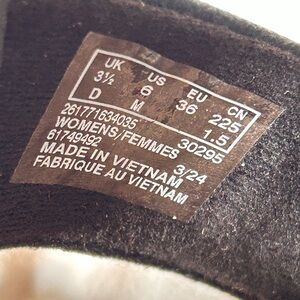 UK US EU CN
3½ 6 36 225
D M 1.5
261771634035
WOMENS/FEMMES 30295
61749492
MADE IN VIETNAM 3/24
FABRIQUE AU VIETNAM